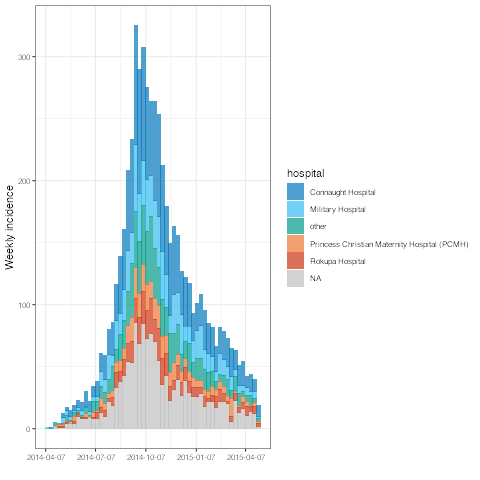 300
200
100
0
Weekly incidence
2014-04-07
2014-07-07
2014-10-07
2015-01-07
2015-04-07
hospital
Connaught Hospital
Military Hospital
other
Princess Christian Maternity Hospital (PCMH)
Rokupa Hospital
NA